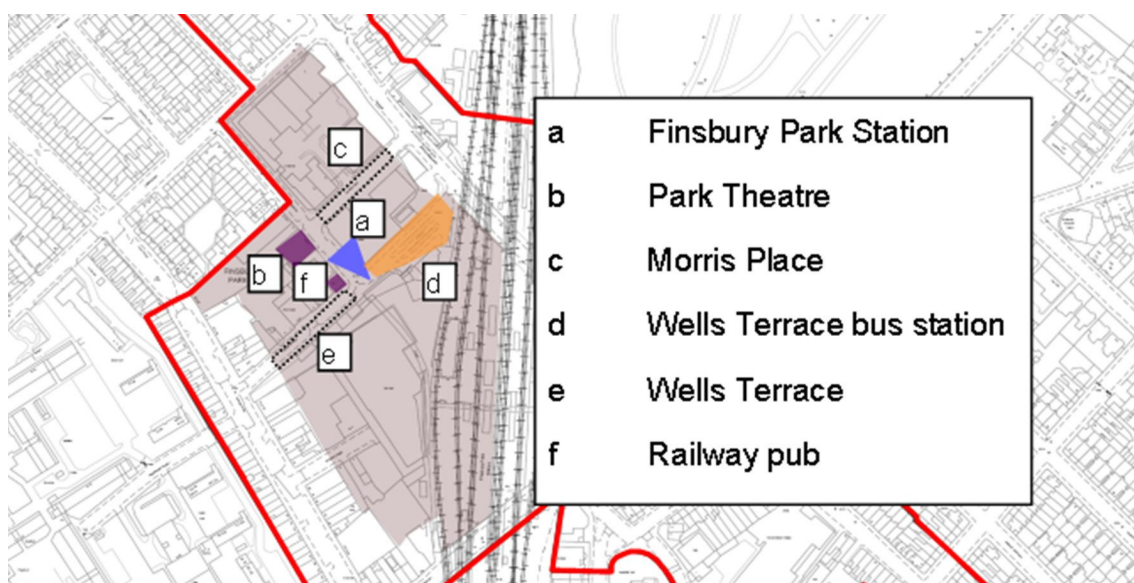 a Finsbury Park Station
b Park Theatre
c Morris Place
d Wells Terrace bus station
e Wells Terrace
f Railway pub
c
a
b
f
d
e